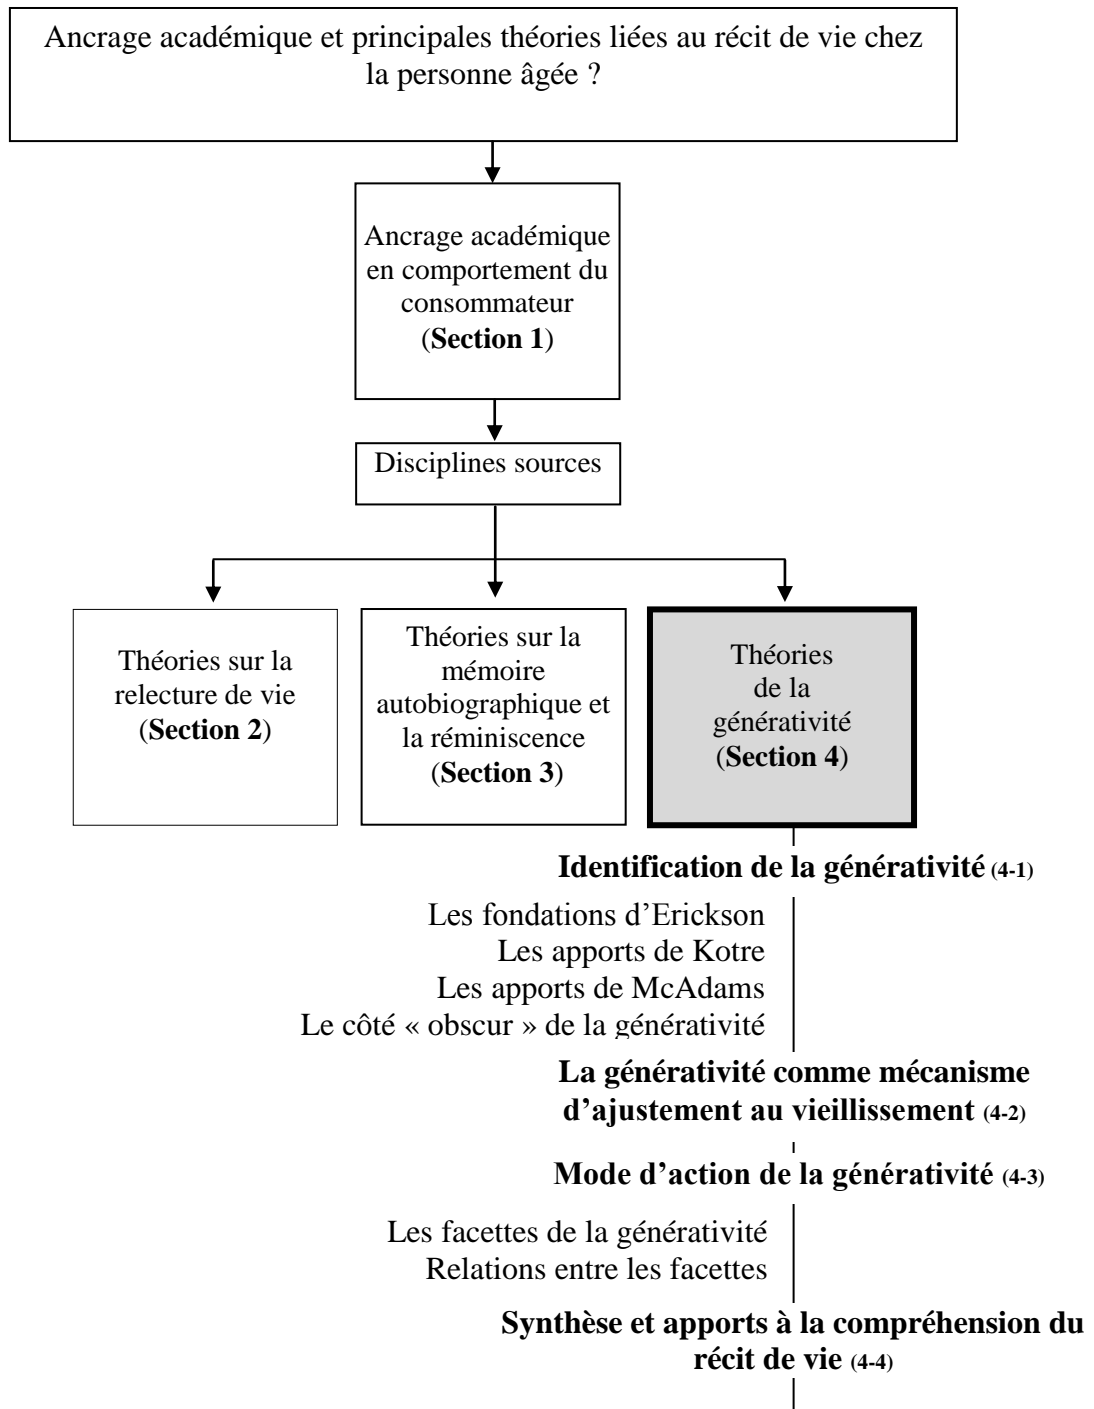 Ancrage académique et principales théories liées au récit de vie chez
la personne âgée ?
Ancrage académique
en comportement du
consommateur
(Section 1)
Disciplines sources
Théories sur la
relecture de vie
(Section 2)
Théories sur la
mémoire
autobiographique et
la réminiscence
(Section 3)
Théories
de la
générativité
(Section 4)
Identification de la générativité (4-1)
Les fondations d’Erickson
Les apports de Kotre
Les apports de McAdams
Le côté « obscur » de la générativité
La générativité comme mécanisme
d’ajustement au vieillissement (4-2)
Mode d’action de la générativité (4-3)
Les facettes de la générativité
Relations entre les facettes
Synthèse et apports à la compréhension du
récit de vie (4-4)